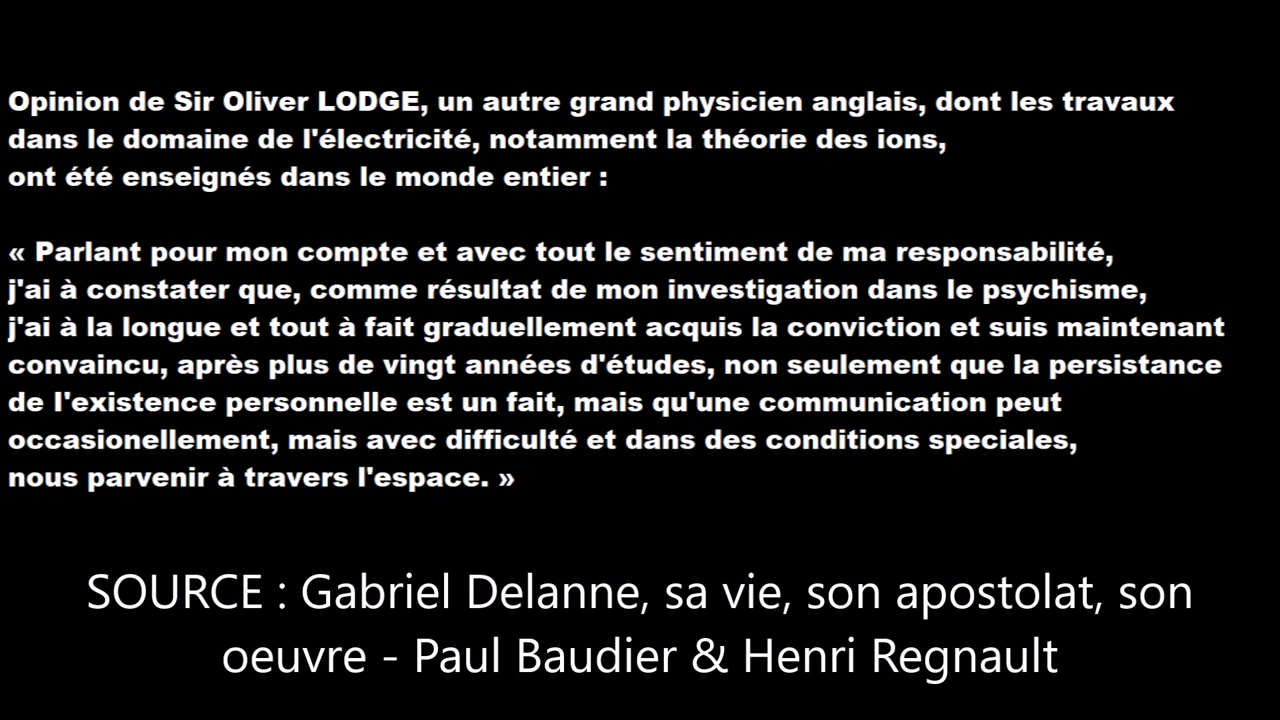 Opinion de Sir Oliver LODGE, un autre grand physicien anglais, dont les travaux
dans le domaine de l'électricité, notamment la théorie des ions,
ont été enseignés dans le monde entier :
« Parlant pour mon compte et avec tout le sentiment de ma responsabilité,
j'ai à constater que, comme résultat de mon investigation dans le psychisme,
j'ai à la longue et tout à fait graduellement acquis la conviction et suis maintenant
convaincu, après plus de vingt années d'études, non seulement que la persistance
de l'existence personnelle est un fait, mais qu'une communication peut
occasionellement, mais avec difficulté et dans des conditions speciales,
nous parvenir à travers l'espace. »
SOURCE : Gabriel Delanne, sa vie, son apostolat, son
oeuvre - Paul Baudier & Henri Regnault